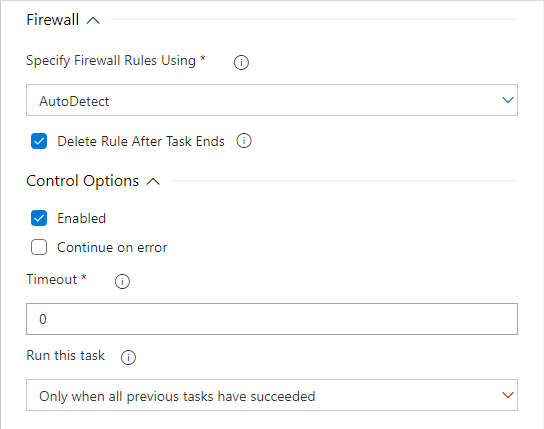 Firewall
Specify Firewall Rules Using *
AutoDetect
Delete Rule After Task Ends
Control Options
Enabled
Continue on error
Timeout *
0
Run this task
Only when all previous tasks have succeeded